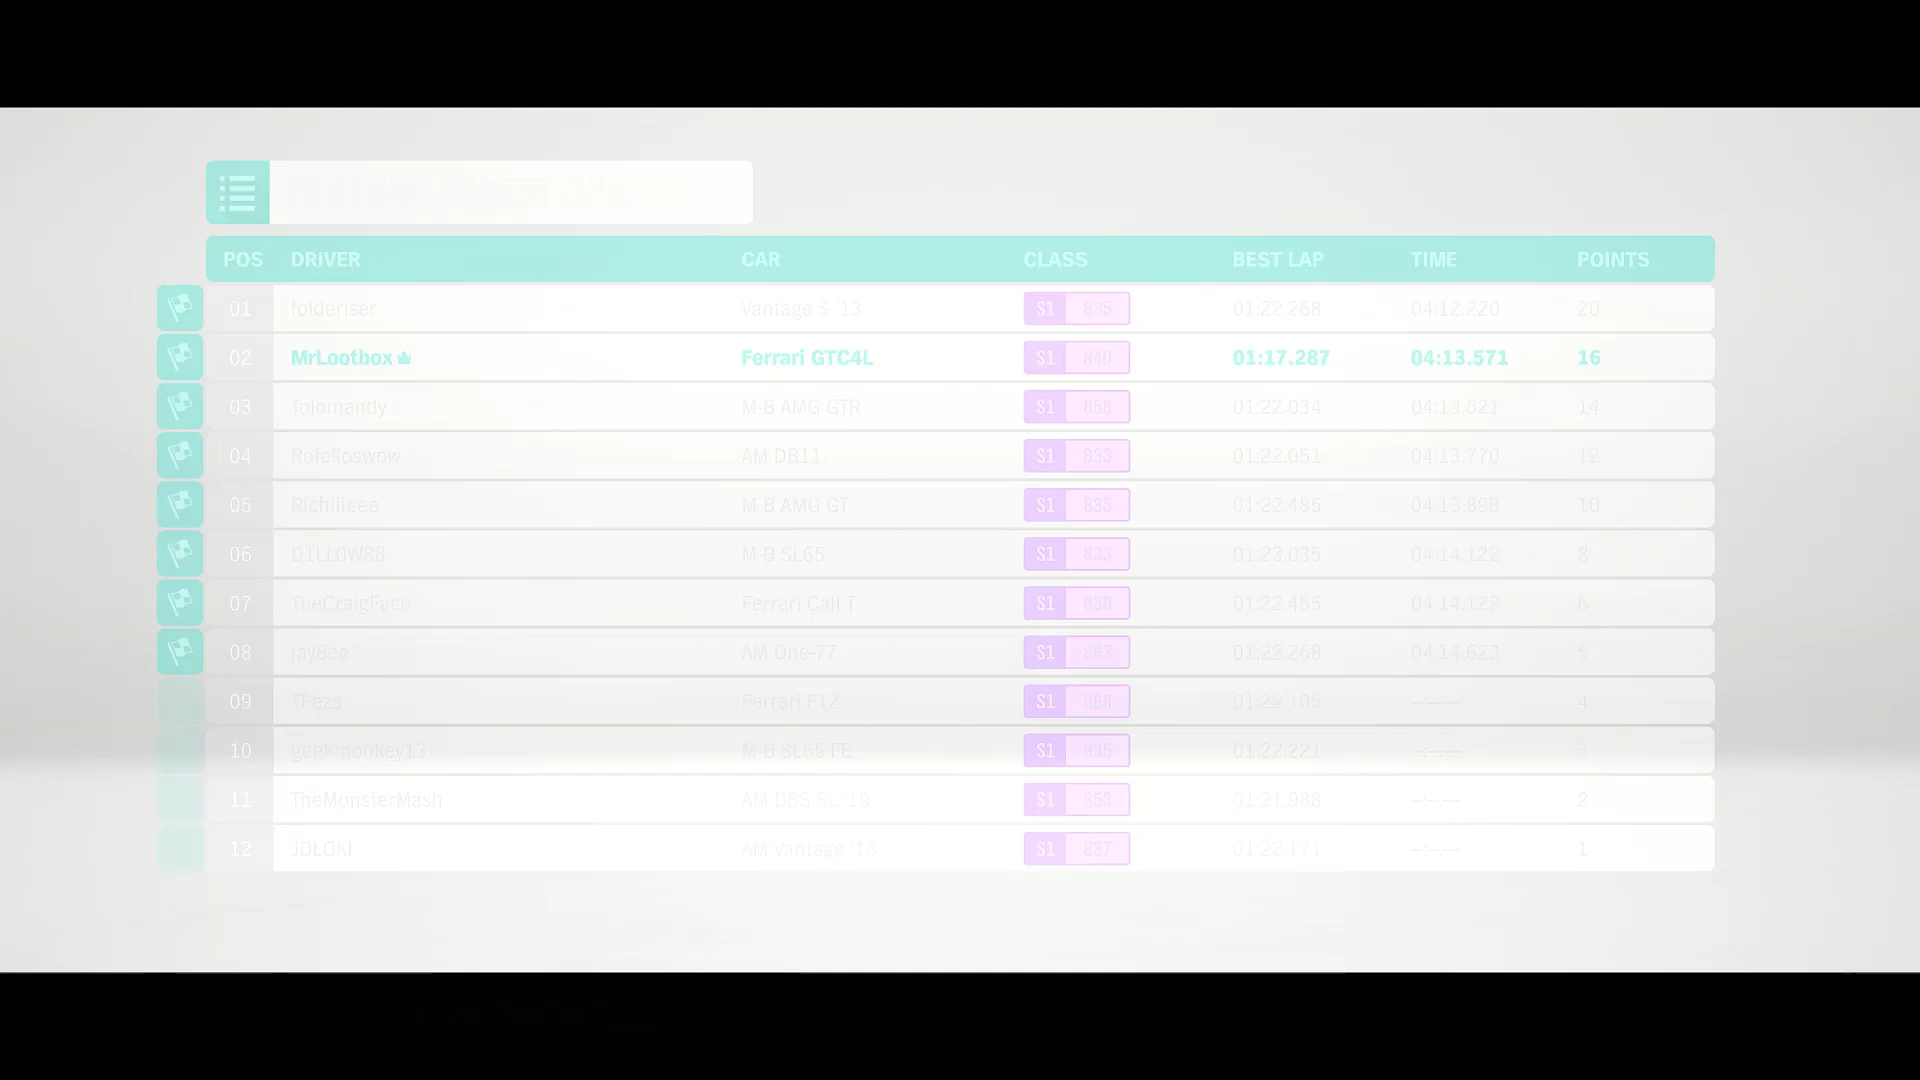 POS DRIVER CAR CLASS BEST LAP TIME POINTS
01 folderiser Vantage S '13 S1 835 01:22.268 04:12.220 20
02 MrLootbox Ferrari GTC4L S1 840 01:17.287 04:13.571 16
03 Tolomandy M-B AMG GTR S1 858 01:22.034 04:13.621 14
04 Rofelloswow AM DB11 S1 833 01:22.051 04:13.770 12
05 Richilieee M-B AMG GT S1 835 01:22.485 04:13.898 10
06 D1LL0W88 M-B SL65 S1 01:23.035 04:14.122 8
07 TheCraigFace Ferrari Cali T S1 839 01:22.485 04:14.122 6
08 jay8ee AM One-77 S1 863 01:22.268 04:14.623 5
09 TPeza Ferrari F12 S1 01:22.105 --:--.--- 4
10 geekmonkey13 M-B SL65 FE S1 835 01:22.221 --:--.--- 3
11 TheMonsterMash AM DBS SL '19 S1 853 01:21.988 --:--.--- 2
12 JDLOKI AM Vantage '18 S1 837 01:22.171 --:--.--- 1